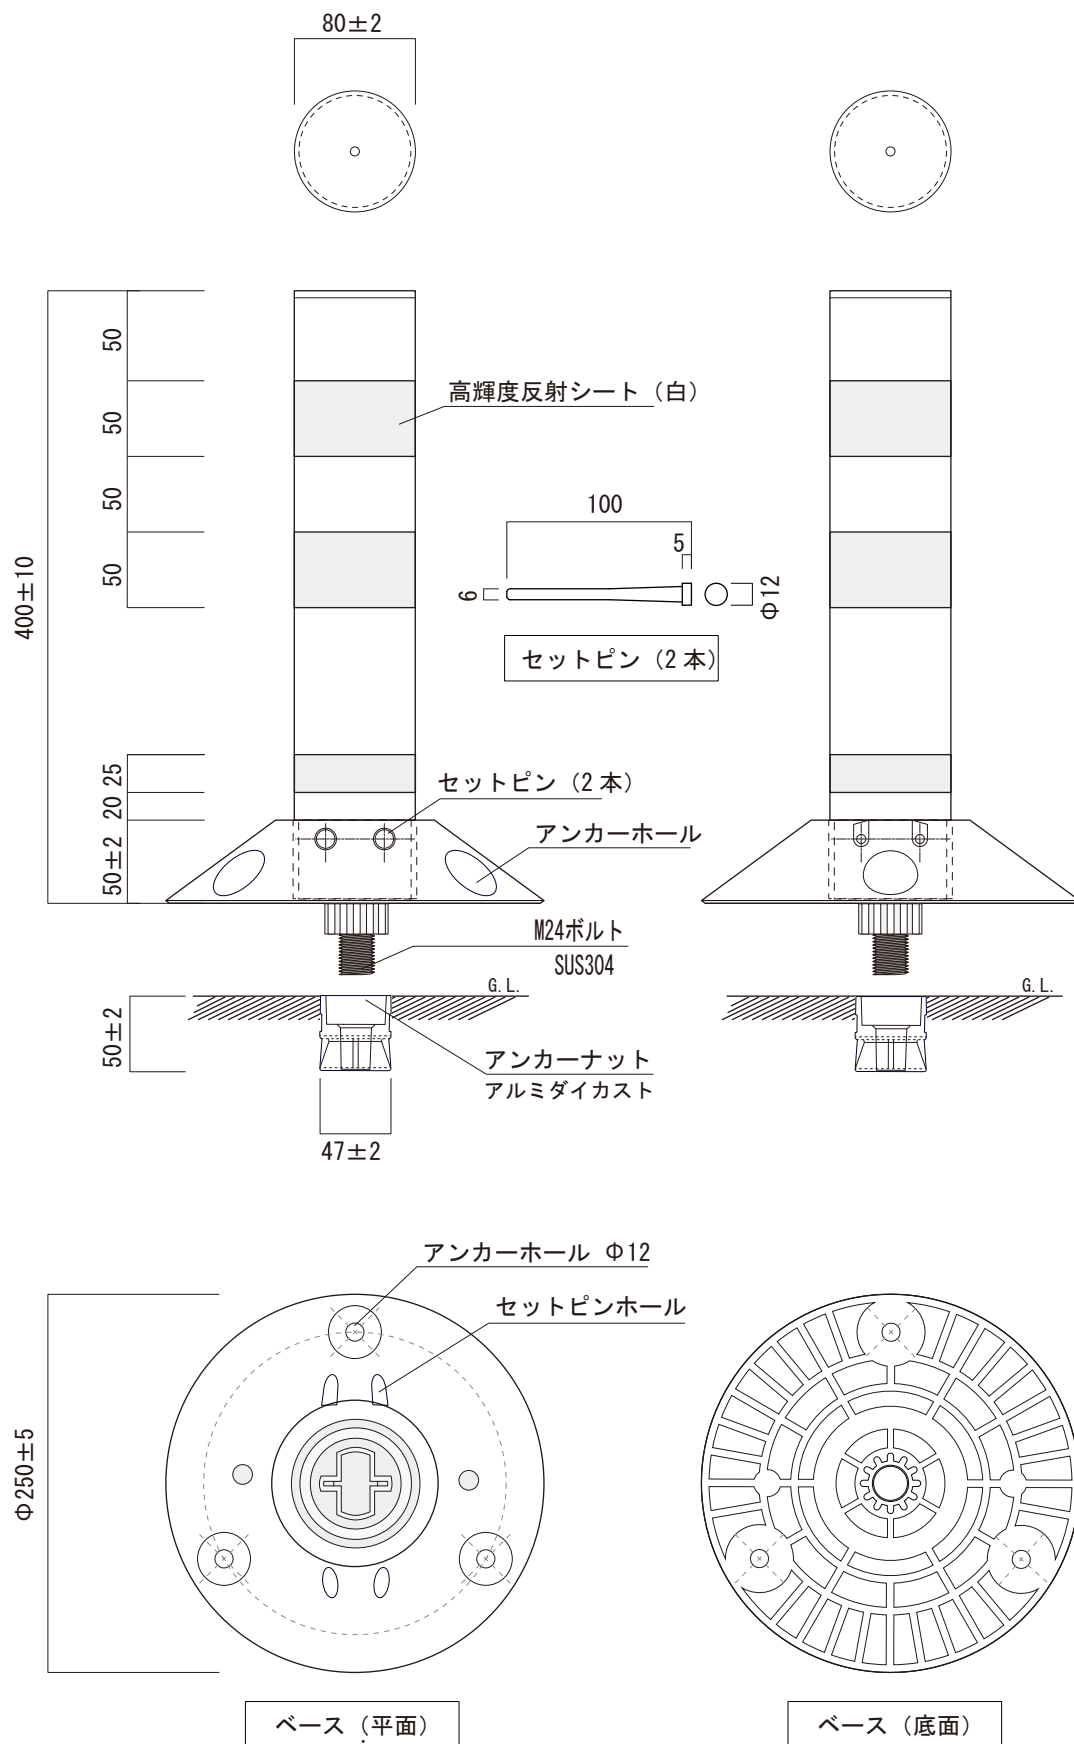 80±2
50
高輝度反射シート（白）
50
50
100
5
50
400±10
6
Φ12
セットピン（2本）
25
セットピン（2本）
20
アンカーホール
50±2
M24ボルト
SUS304
G.L.
G.L.
50±2
アンカーナット
アルミダイカスト
47±2
アンカーホール Φ12
セットピンホール
Φ250±5
ベース（平面）
ベース（底面）